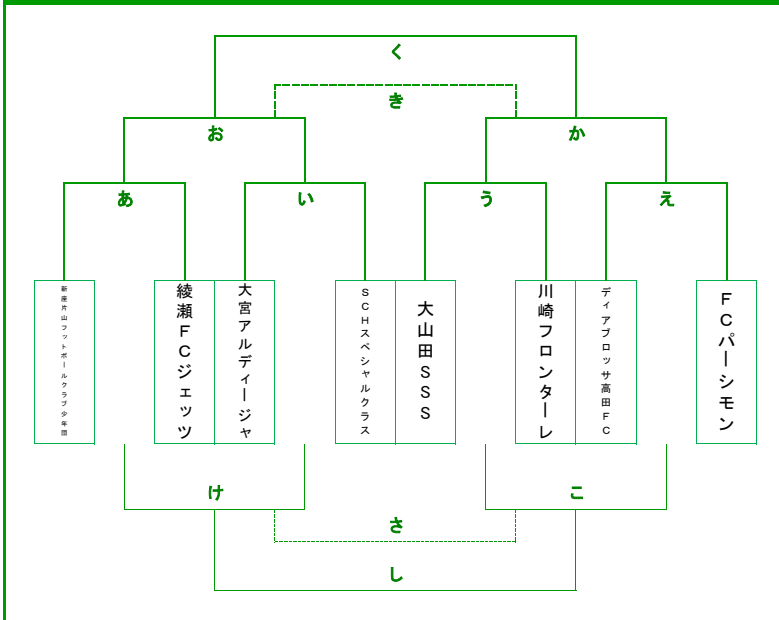 く
き
お
か
あ
い
う
え
新座片山フットボールクラブ少年団
綾瀬FCジェッツ
大宮アルディージャ
SCHスペシャルクラス
大山田SSS
川崎フロンターレ
ディアブロッサ高田FC
FCパーシモン
け
こ
さ
し